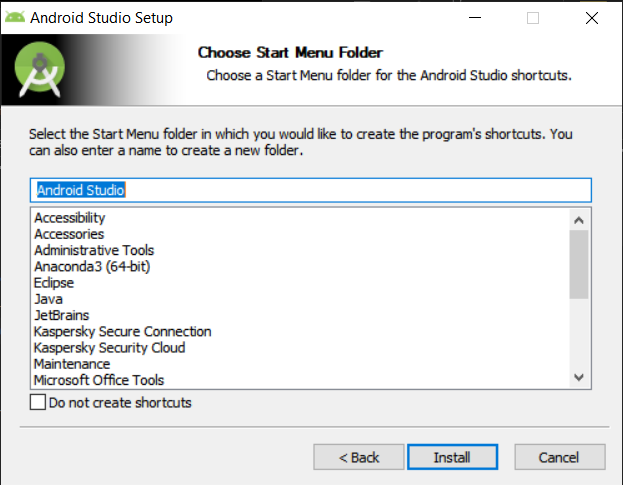 Android Studio Setup
Choose Start Menu Folder
Choose a Start Menu folder for the Android Studio shortcuts.
Select the Start Menu folder in which you would like to create the program's shortcuts. You
can also enter a name to create a new folder.
Android Studio
Accessibility
Accessories
Administrative Tools
Anaconda3 (64-bit)
Eclipse
Java
JetBrains
Kaspersky Secure Connection
Kaspersky Security Cloud
Maintenance
Microsoft Office Tools
Do not create shortcuts
< Back
Install
Cancel